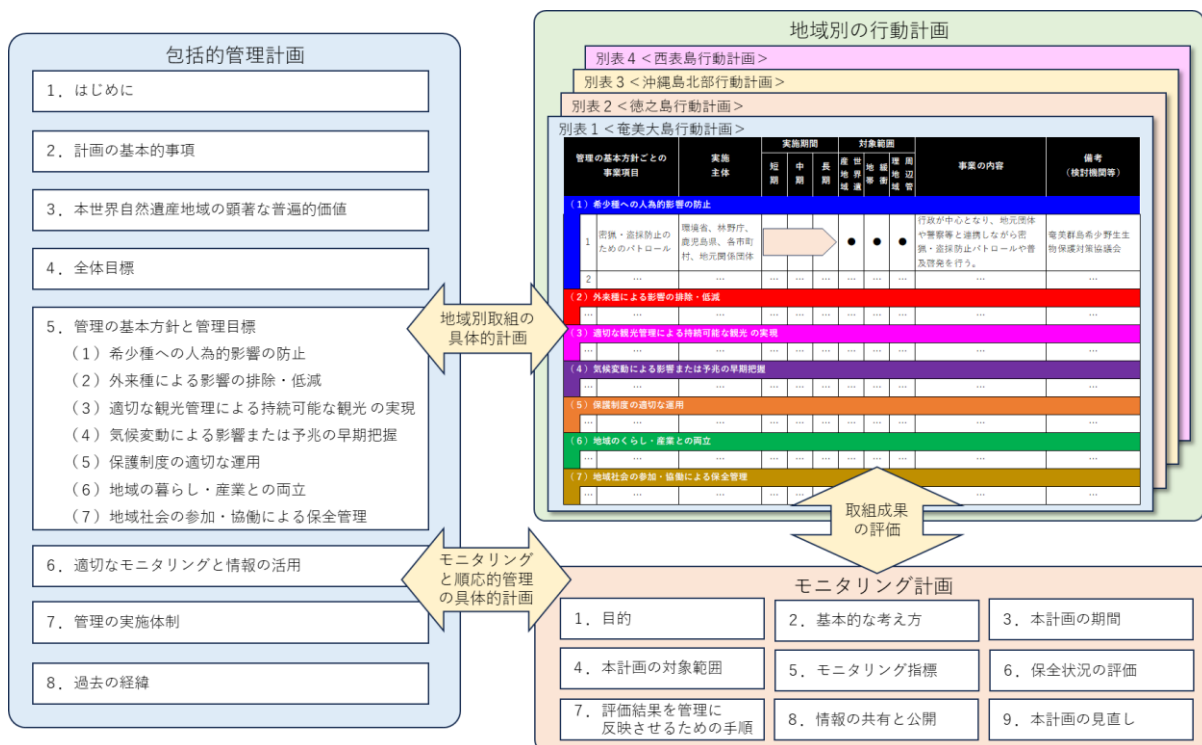 包括的管理計画
1．はじめに
2．計画の基本的事項
3．本世界自然遺産地域の顕著な普遍的価値
4．全体目標
5．管理の基本方針と管理目標
（1）希少種への人為的影響の防止
（2）外来種による影響の排除・低減
（3）適切な観光管理による持続可能な観光 の実現
（4）気候変動による影響または予兆の早期把握
（5）保護制度の適切な運用
（6）地域の暮らし・産業との両立
（7）地域社会の参加・協働による保全管理
6．適切なモニタリングと情報の活用
7．管理の実施体制
8．過去の経緯
地域別取組の
具体的計画
モニタリング
と順応的管理
の具体的計画
地域別の行動計画
別表4＜西表島行動計画＞
別表3＜沖縄島北部行動計画＞
別表2＜徳之島行動計画＞
別表1＜奄美大島行動計画＞
管理の基本方針ごとの
事業項目
実施
主体
実施期間
短期
中期
長期
対象範囲
世界遺産地域
緩衝地帯
周辺管理地域
事業の内容
備考
（検討機関等）
（1）希少種への人為的影響の防止
1
密猟・盗採防止の
ためのパトロール
環境省、林野庁、
鹿児島県、各市町
村、地元関係団体
● ● ●
行政が中心となり、地元団体
や警察等と連携しながら密
猟・盗採防止パトロールや普
及啓発を行う。
奄美群島希少野生生
物保護対策協議会
2 … … … … … … … … … …
（2）外来種による影響の排除・低減
… … … … … … … … … … …
（3）適切な観光管理による持続可能な観光 の実現
… … … … … … … … … … …
（4）気候変動による影響または予兆の早期把握
… … … … … … … … … … …
（5）保護制度の適切な運用
… … … … … … … … … … …
（6）地域のくらし・産業との両立
… … … … … … … … … … …
（7）地域社会の参加・協働による保全管理
… … … … … … … … … … …
取組成果
の評価
モニタリング計画
1．目的
2．基本的な考え方
3．本計画の期間
4．本計画の対象範囲
5．モニタリング指標
6．保全状況の評価
7．評価結果を管理に
反映させるための手順
8．情報の共有と公開
9．本計画の見直し